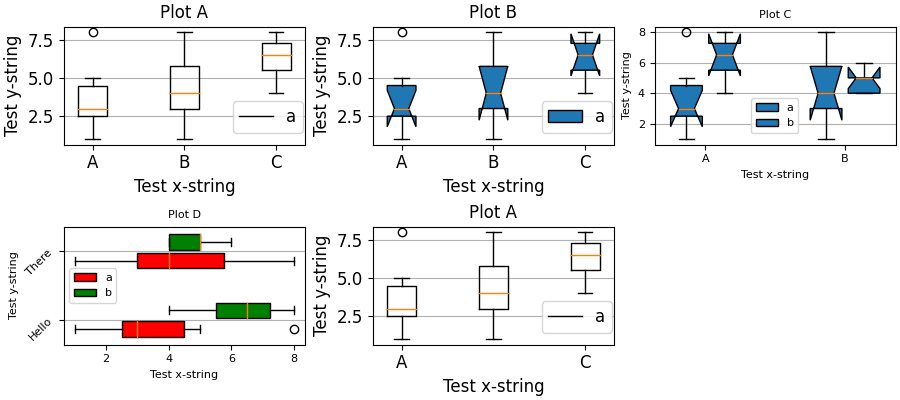 Plot A
Test y-string
7.5
5.0
2.5
a
A B C
Test x-string
Plot B
Test y-string
7.5
5.0
2.5
a
A B C
Test x-string
Plot C
Test y-string
8
6
4
2
a
b
A B
Test x-string
Plot D
Test y-string
There
Hello
a
b
2 4 6 8
Test x-string
Plot A
Test y-string
7.5
5.0
2.5
a
A C
Test x-string